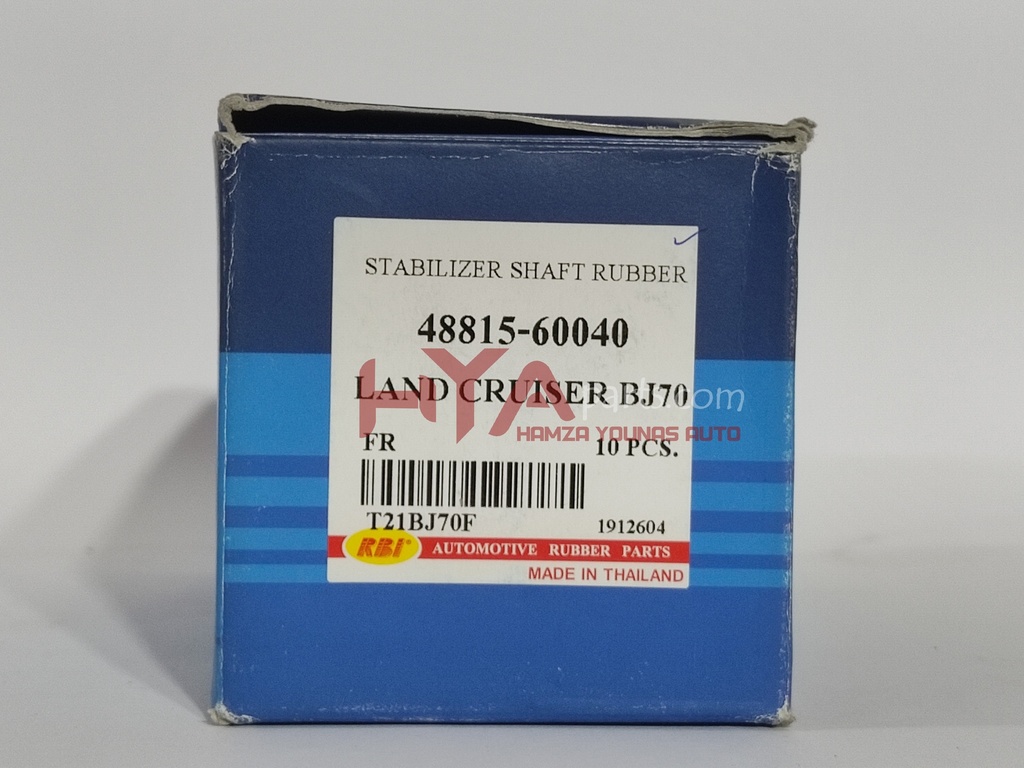 STABILIZER SHAFT RUBBER
48815-60040
LAND CRUISER BJ70
HYA
HAMZA YOUNAS AUTO
FR 10 PCS.
T21BJ70F 1912604
RBI® AUTOMOTIVE RUBBER PARTS
MADE IN THAILAND